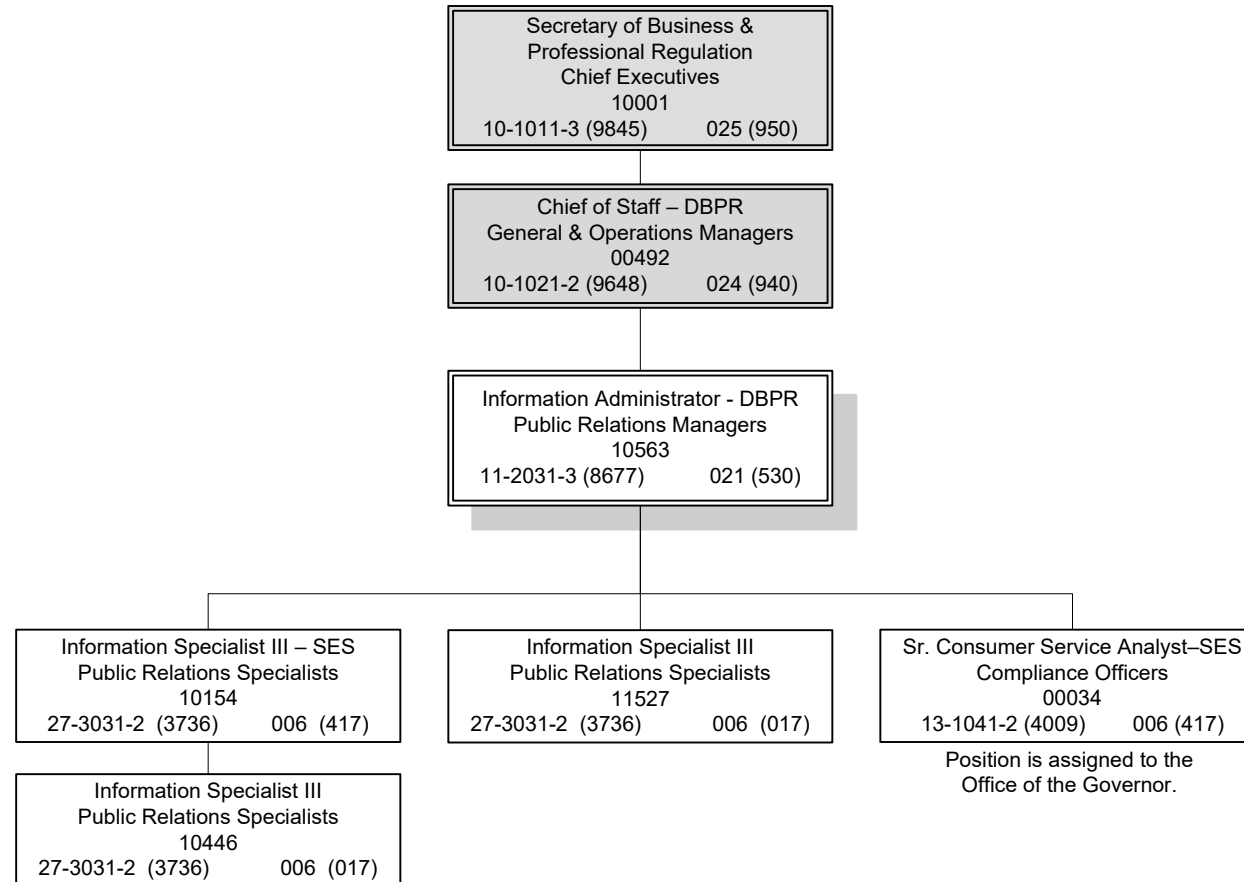 Secretary of Business &
Professional Regulation
Chief Executives
10001
10-1011-3 (9845) 025 (950)
Chief of Staff – DBPR
General & Operations Managers
00492
10-1021-2 (9648) 024 (940)
Information Administrator - DBPR
Public Relations Managers
10563
11-2031-3 (8677) 021 (530)
Information Specialist III – SES
Public Relations Specialists
10154
27-3031-2 (3736) 006 (417)
Information Specialist III
Public Relations Specialists
10446
27-3031-2 (3736) 006 (017)
Information Specialist III
Public Relations Specialists
11527
27-3031-2 (3736) 006 (017)
Sr. Consumer Service Analyst–SES
Compliance Officers
00034
13-1041-2 (4009) 006 (417)
Position is assigned to the
Office of the Governor.